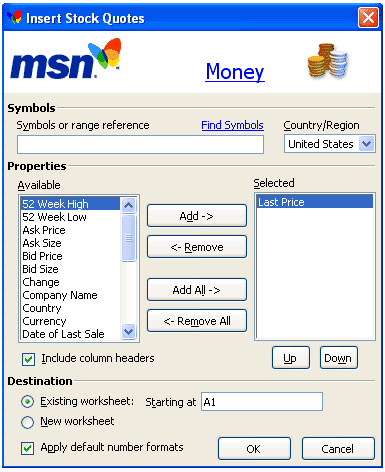 Insert Stock Quotes
msn
Money
Symbols
Symbols or range reference
Find Symbols
Country/Region
United States
Properties
Available
52 Week High
52 Week Low
Ask Price
Ask Size
Bid Price
Bid Size
Change
Company Name
Country
Currency
Date of Last Sale
Add ->
<- Remove
Add All ->
<- Remove All
Selected
Last Price
Include column headers
Up
Down
Destination
Existing worksheet:
Starting at
A1
New worksheet
Apply default number formats
OK
Cancel